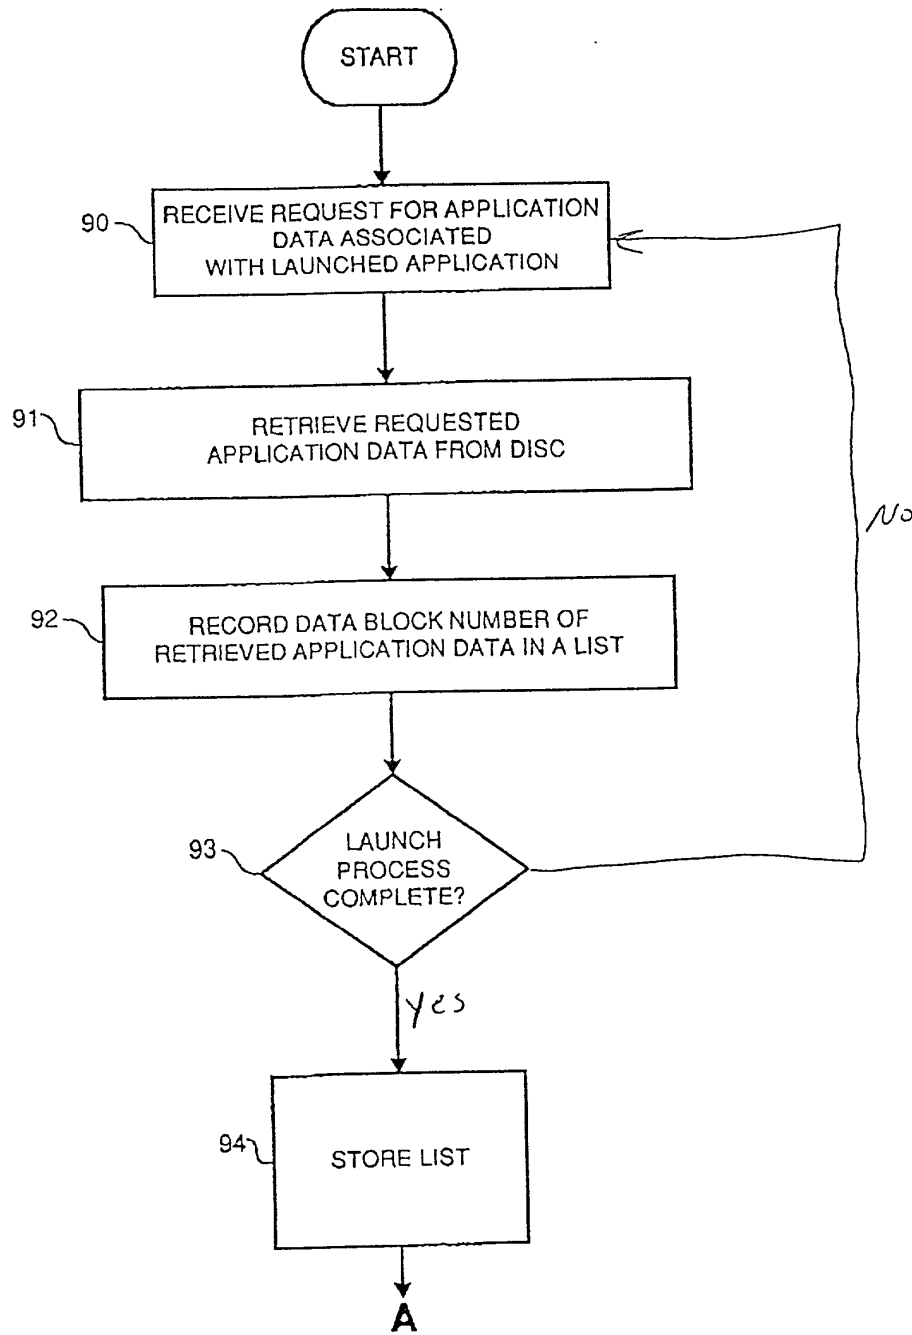 START
90
RECEIVE REQUEST FOR APPLICATION
DATA ASSOCIATED
WITH LAUNCHED APPLICATION
91
RETRIEVE REQUESTED
APPLICATION DATA FROM DISC
No
92
RECORD DATA BLOCK NUMBER OF
RETRIEVED APPLICATION DATA IN A LIST
93
LAUNCH
PROCESS
COMPLETE?
Yes
94
STORE LIST
A